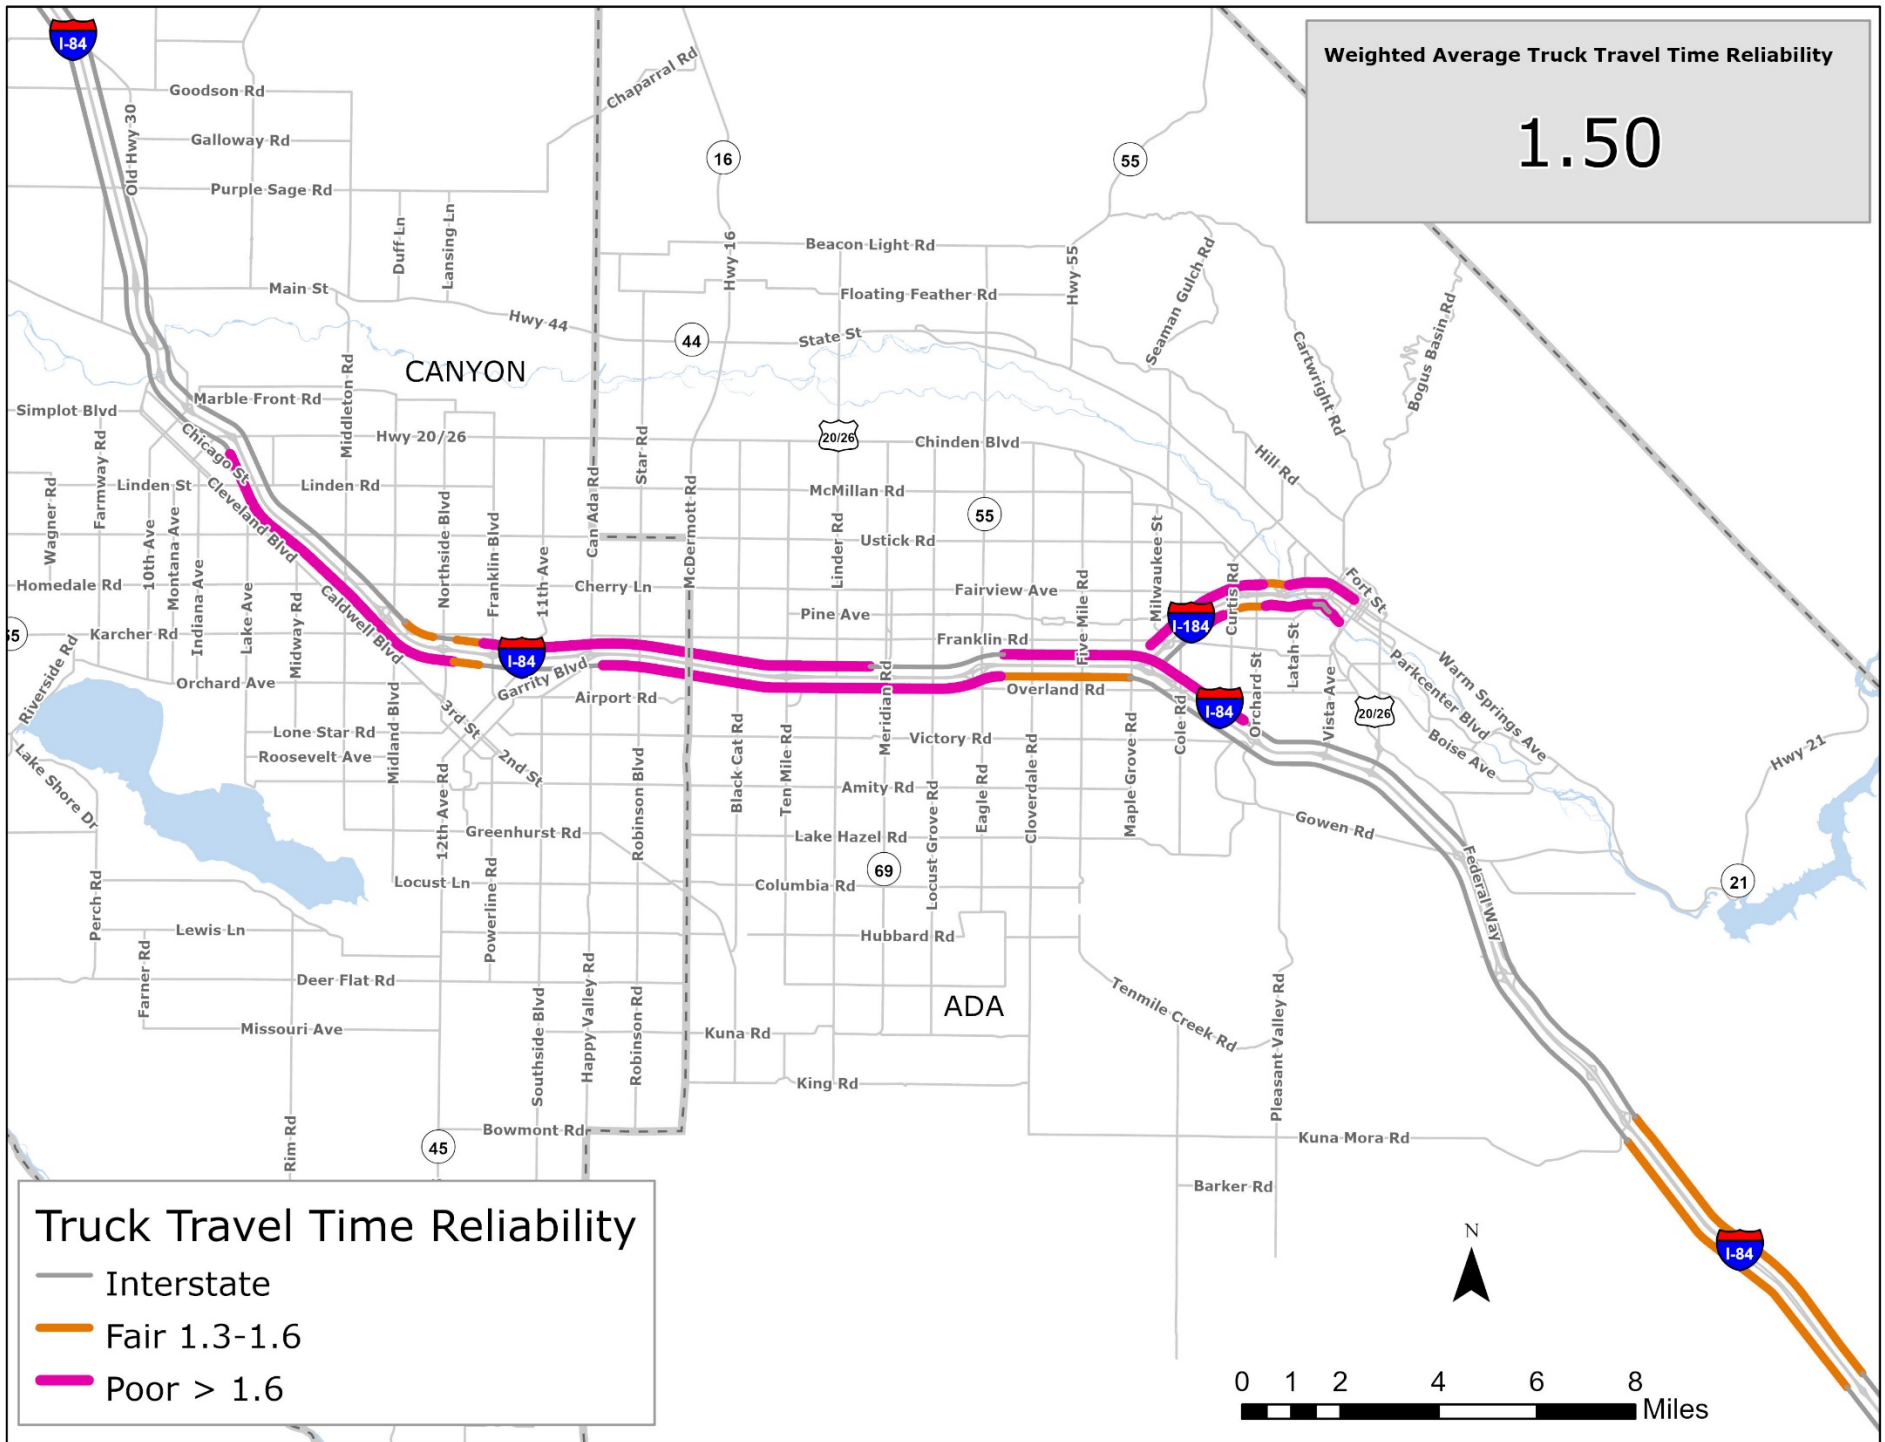 I-84
Weighted Average Truck Travel Time Reliability
1.50
Goodson Rd
Chaparral Rd
Old Hwy 30
Galloway Rd
16
55
Purple Sage Rd
Duff Ln
Lansing Ln
Hwy 16
Beacon Light Rd
Hwy 55
Seaman Gulch Rd
Main St
Floating Feather Rd
Hwy 44
44
State St
Cartwright Rd
Bogus Basin Rd
CANYON
Middleton Rd
Marble Front Rd
Simplot Blvd
Chicago St
Hwy 20/26
20/26
Chinden Blvd
Star Rd
Hill Rd
Farmway Rd
Wagner Rd
Linden St
Linden Rd
Cleveland Blvd
McMillan Rd
10th Ave
Montana Ave
Indiana Ave
Northside Blvd
Franklin Blvd
11th Ave
Can Ada Rd
McDermott Rd
Linder Rd
55
Ustick Rd
Milwaukee St
Homedale Rd
Cherry Ln
Fairview Ave
Five Mile Rd
Curtis Rd
Fort St
Lake Ave
Midway Rd
Caldwell Blvd
Pine Ave
I-184
55
Karcher Rd
Franklin Rd
Latah St
I-84
Garrity Blvd
Riverside Rd
Orchard Ave
Airport Rd
Meridian Rd
Overland Rd
Orchard St
Vista Ave
Parkcenter Blvd
Warm Springs Ave
I-84
20/26
Midland Blvd
3rd St
Lone Star Rd
Victory Rd
Cole Rd
Boise Ave
Hwy 21
Roosevelt Ave
2nd St
Lake Shore Dr
12th Ave Rd
Robinson Blvd
Black Cat Rd
Ten Mile Rd
Amity Rd
Locust Grove Rd
Eagle Rd
Cloverdale Rd
Maple Grove Rd
Greenhurst Rd
Lake Hazel Rd
Gowen Rd
Federal Way
69
Locust Ln
Powerline Rd
Columbia Rd
21
Perch Rd
Lewis Ln
Hubbard Rd
Farner Rd
Deer Flat Rd
Happy Valley Rd
Southside Blvd
Robinson Rd
ADA
Tenmile Creek Rd
Pleasant Valley Rd
Missouri Ave
Kuna Rd
King Rd
Rim Rd
45
Bowmont Rd
Kuna Mora Rd
Barker Rd
Truck Travel Time Reliability
Interstate
Fair 1.3-1.6
Poor > 1.6
N
I-84
0 1 2 4 6 8
Miles